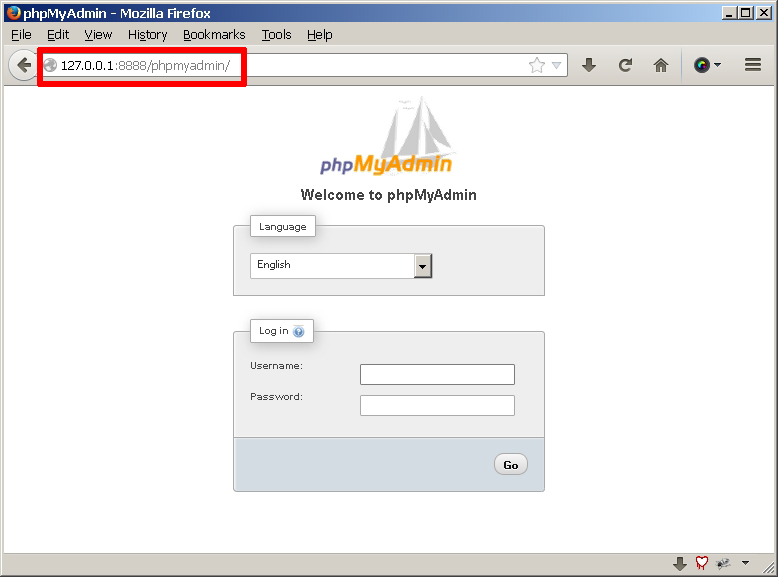 phpMyAdmin - Mozilla Firefox
File Edit View History Bookmarks Tools Help
127.0.0.1:8888/phpmyadmin/
phpMyAdmin
Welcome to phpMyAdmin
Language
English
Log in
Username:
Password:
Go